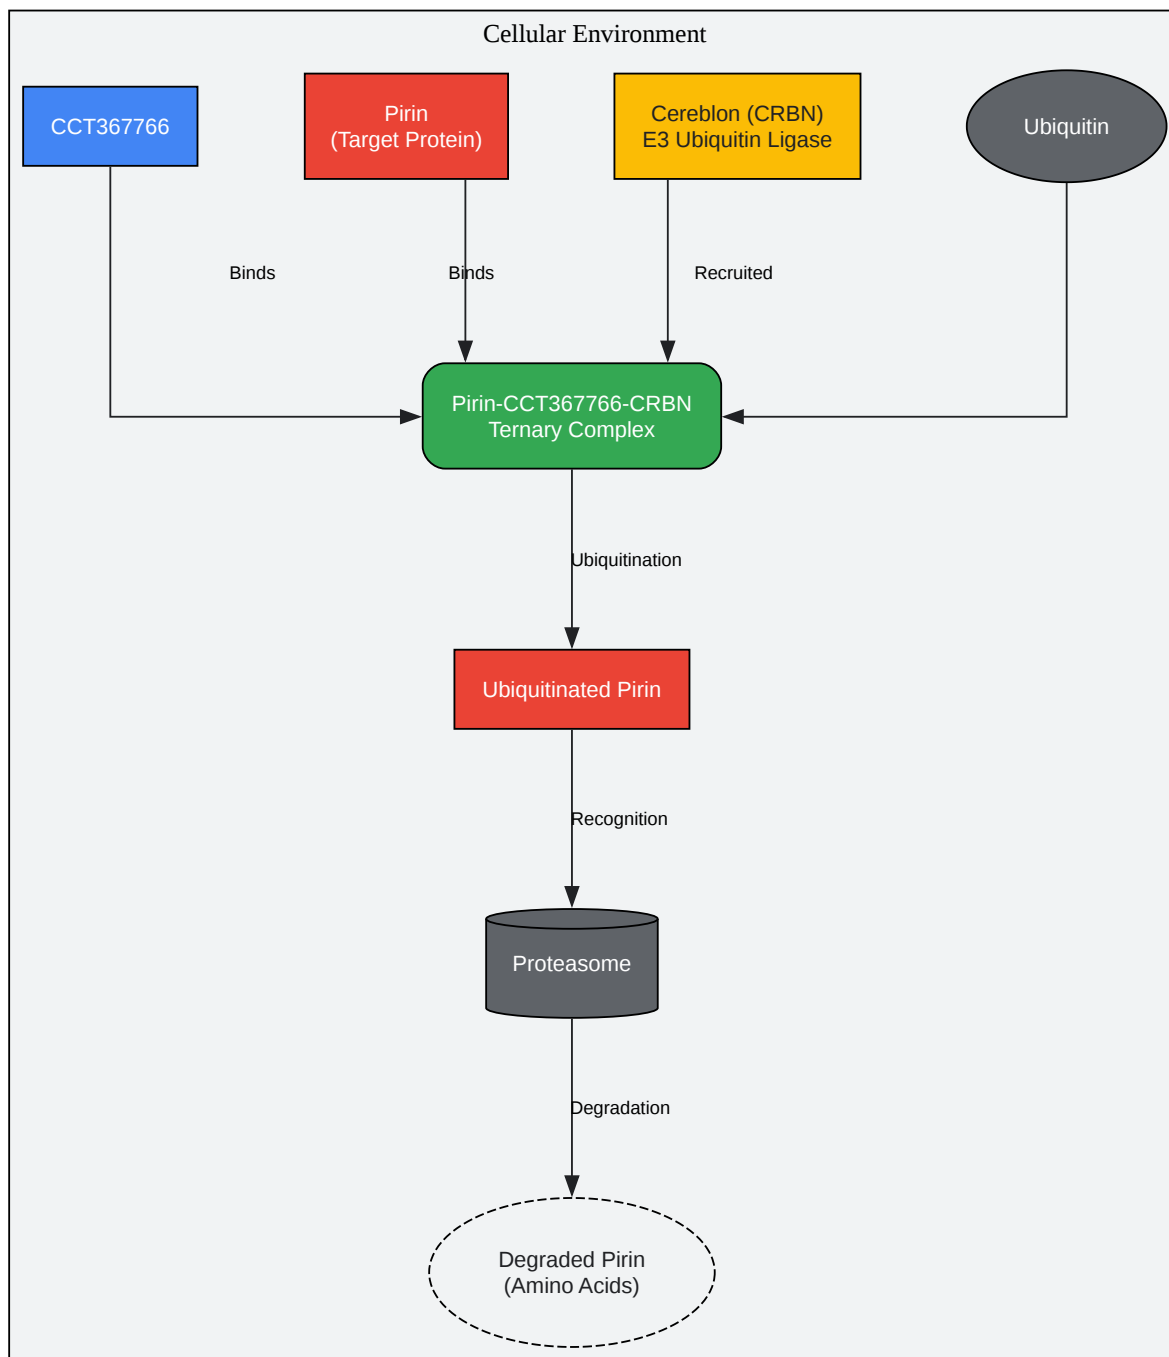 Cellular Environment
CCT367766
Pirin
(Target Protein)
Cereblon (CRBN)
E3 Ubiquitin Ligase
Ubiquitin
Binds
Binds
Recruited
Pirin-CCT367766-CRBN
Ternary Complex
Ubiquitination
Ubiquitinated Pirin
Recognition
Proteasome
Degradation
Degraded Pirin
(Amino Acids)